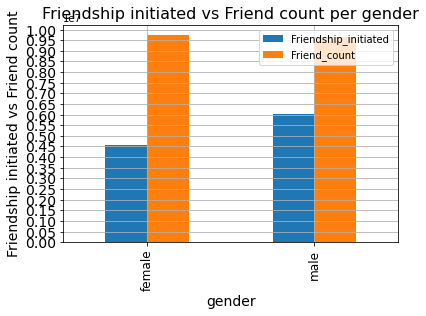 Friendship initiated vs Friend count per gender
1e7
Friendship initiated vs Friend count
1.00
0.95
0.90
0.85
0.80
0.75
0.70
0.65
0.60
0.55
0.50
0.45
0.40
0.35
0.30
0.25
0.20
0.15
0.10
0.05
0.00
Friendship_initiated
Friend_count
female
male
gender